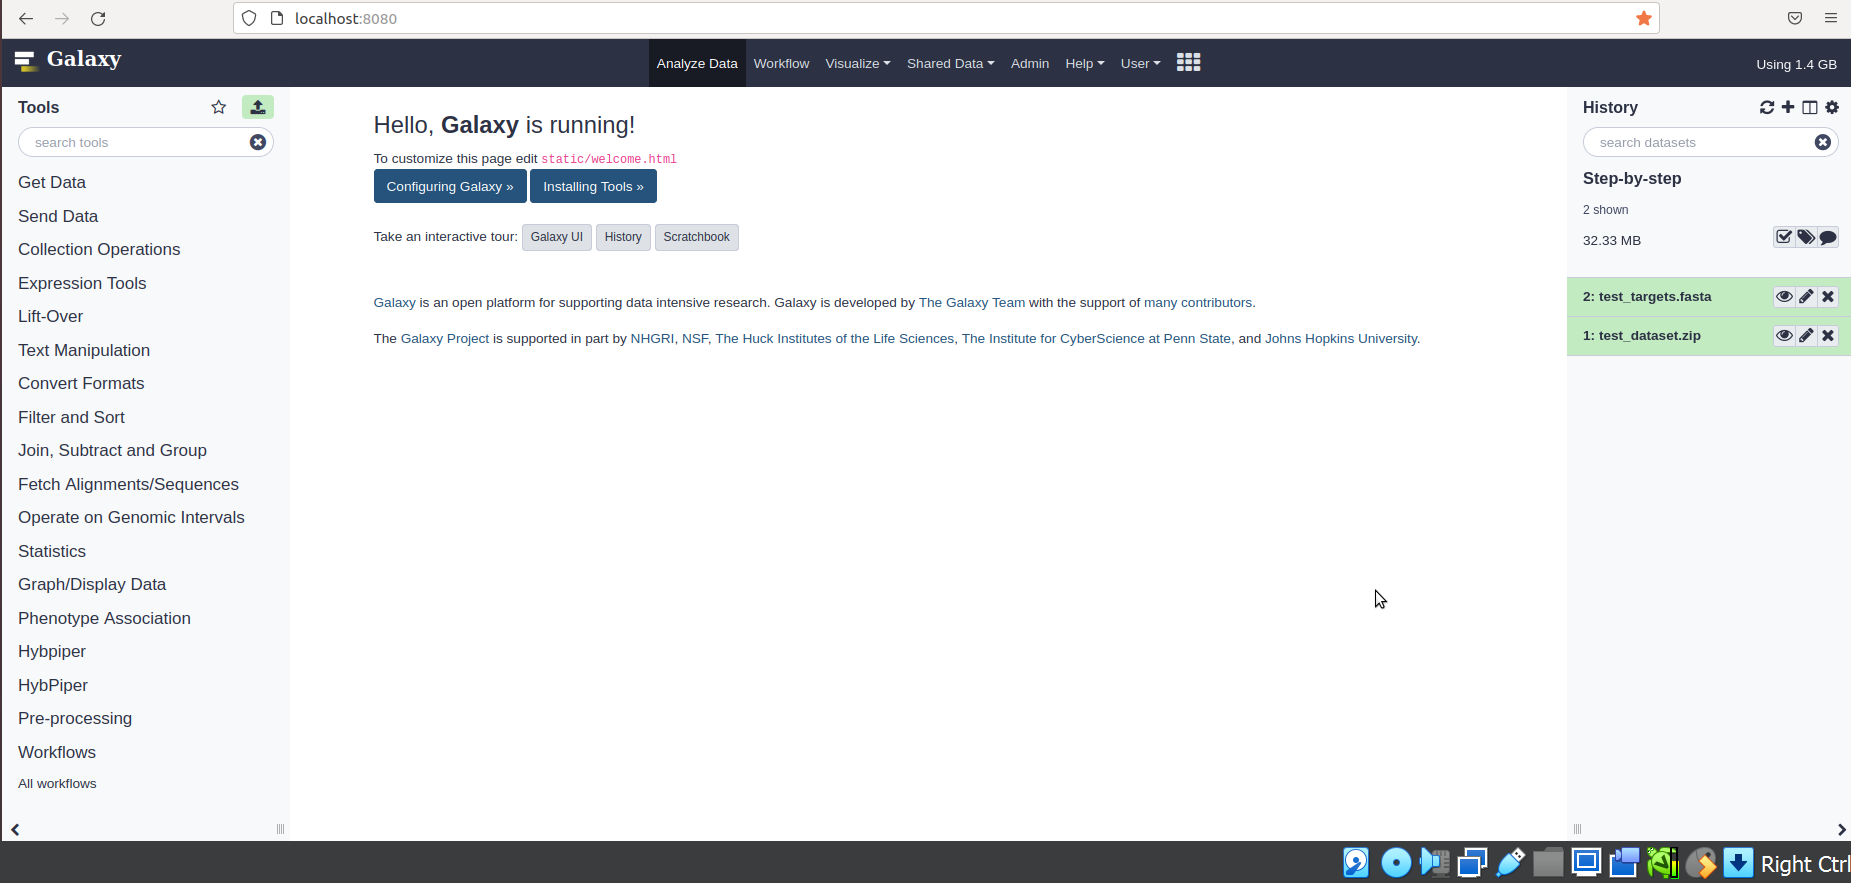 localhost:8080
Galaxy
Analyze Data Workflow Visualize Shared Data Admin Help User
Using 1.4 GB
Tools
search tools
Get Data
Send Data
Collection Operations
Expression Tools
Lift-Over
Text Manipulation
Convert Formats
Filter and Sort
Join, Subtract and Group
Fetch Alignments/Sequences
Operate on Genomic Intervals
Statistics
Graph/Display Data
Phenotype Association
Hybpiper
HybPiper
Pre-processing
Workflows
All workflows
Hello, Galaxy is running!
To customize this page edit static/welcome.html
Configuring Galaxy » Installing Tools »
Take an interactive tour: Galaxy UI History Scratchbook
Galaxy is an open platform for supporting data intensive research. Galaxy is developed by The Galaxy Team with the support of many contributors.
The Galaxy Project is supported in part by NHGRI, NSF, The Huck Institutes of the Life Sciences, The Institute for CyberScience at Penn State, and Johns Hopkins University.
History
search datasets
Step-by-step
2 shown
32.33 MB
2: test_targets.fasta
1: test_dataset.zip
Right Ctrl